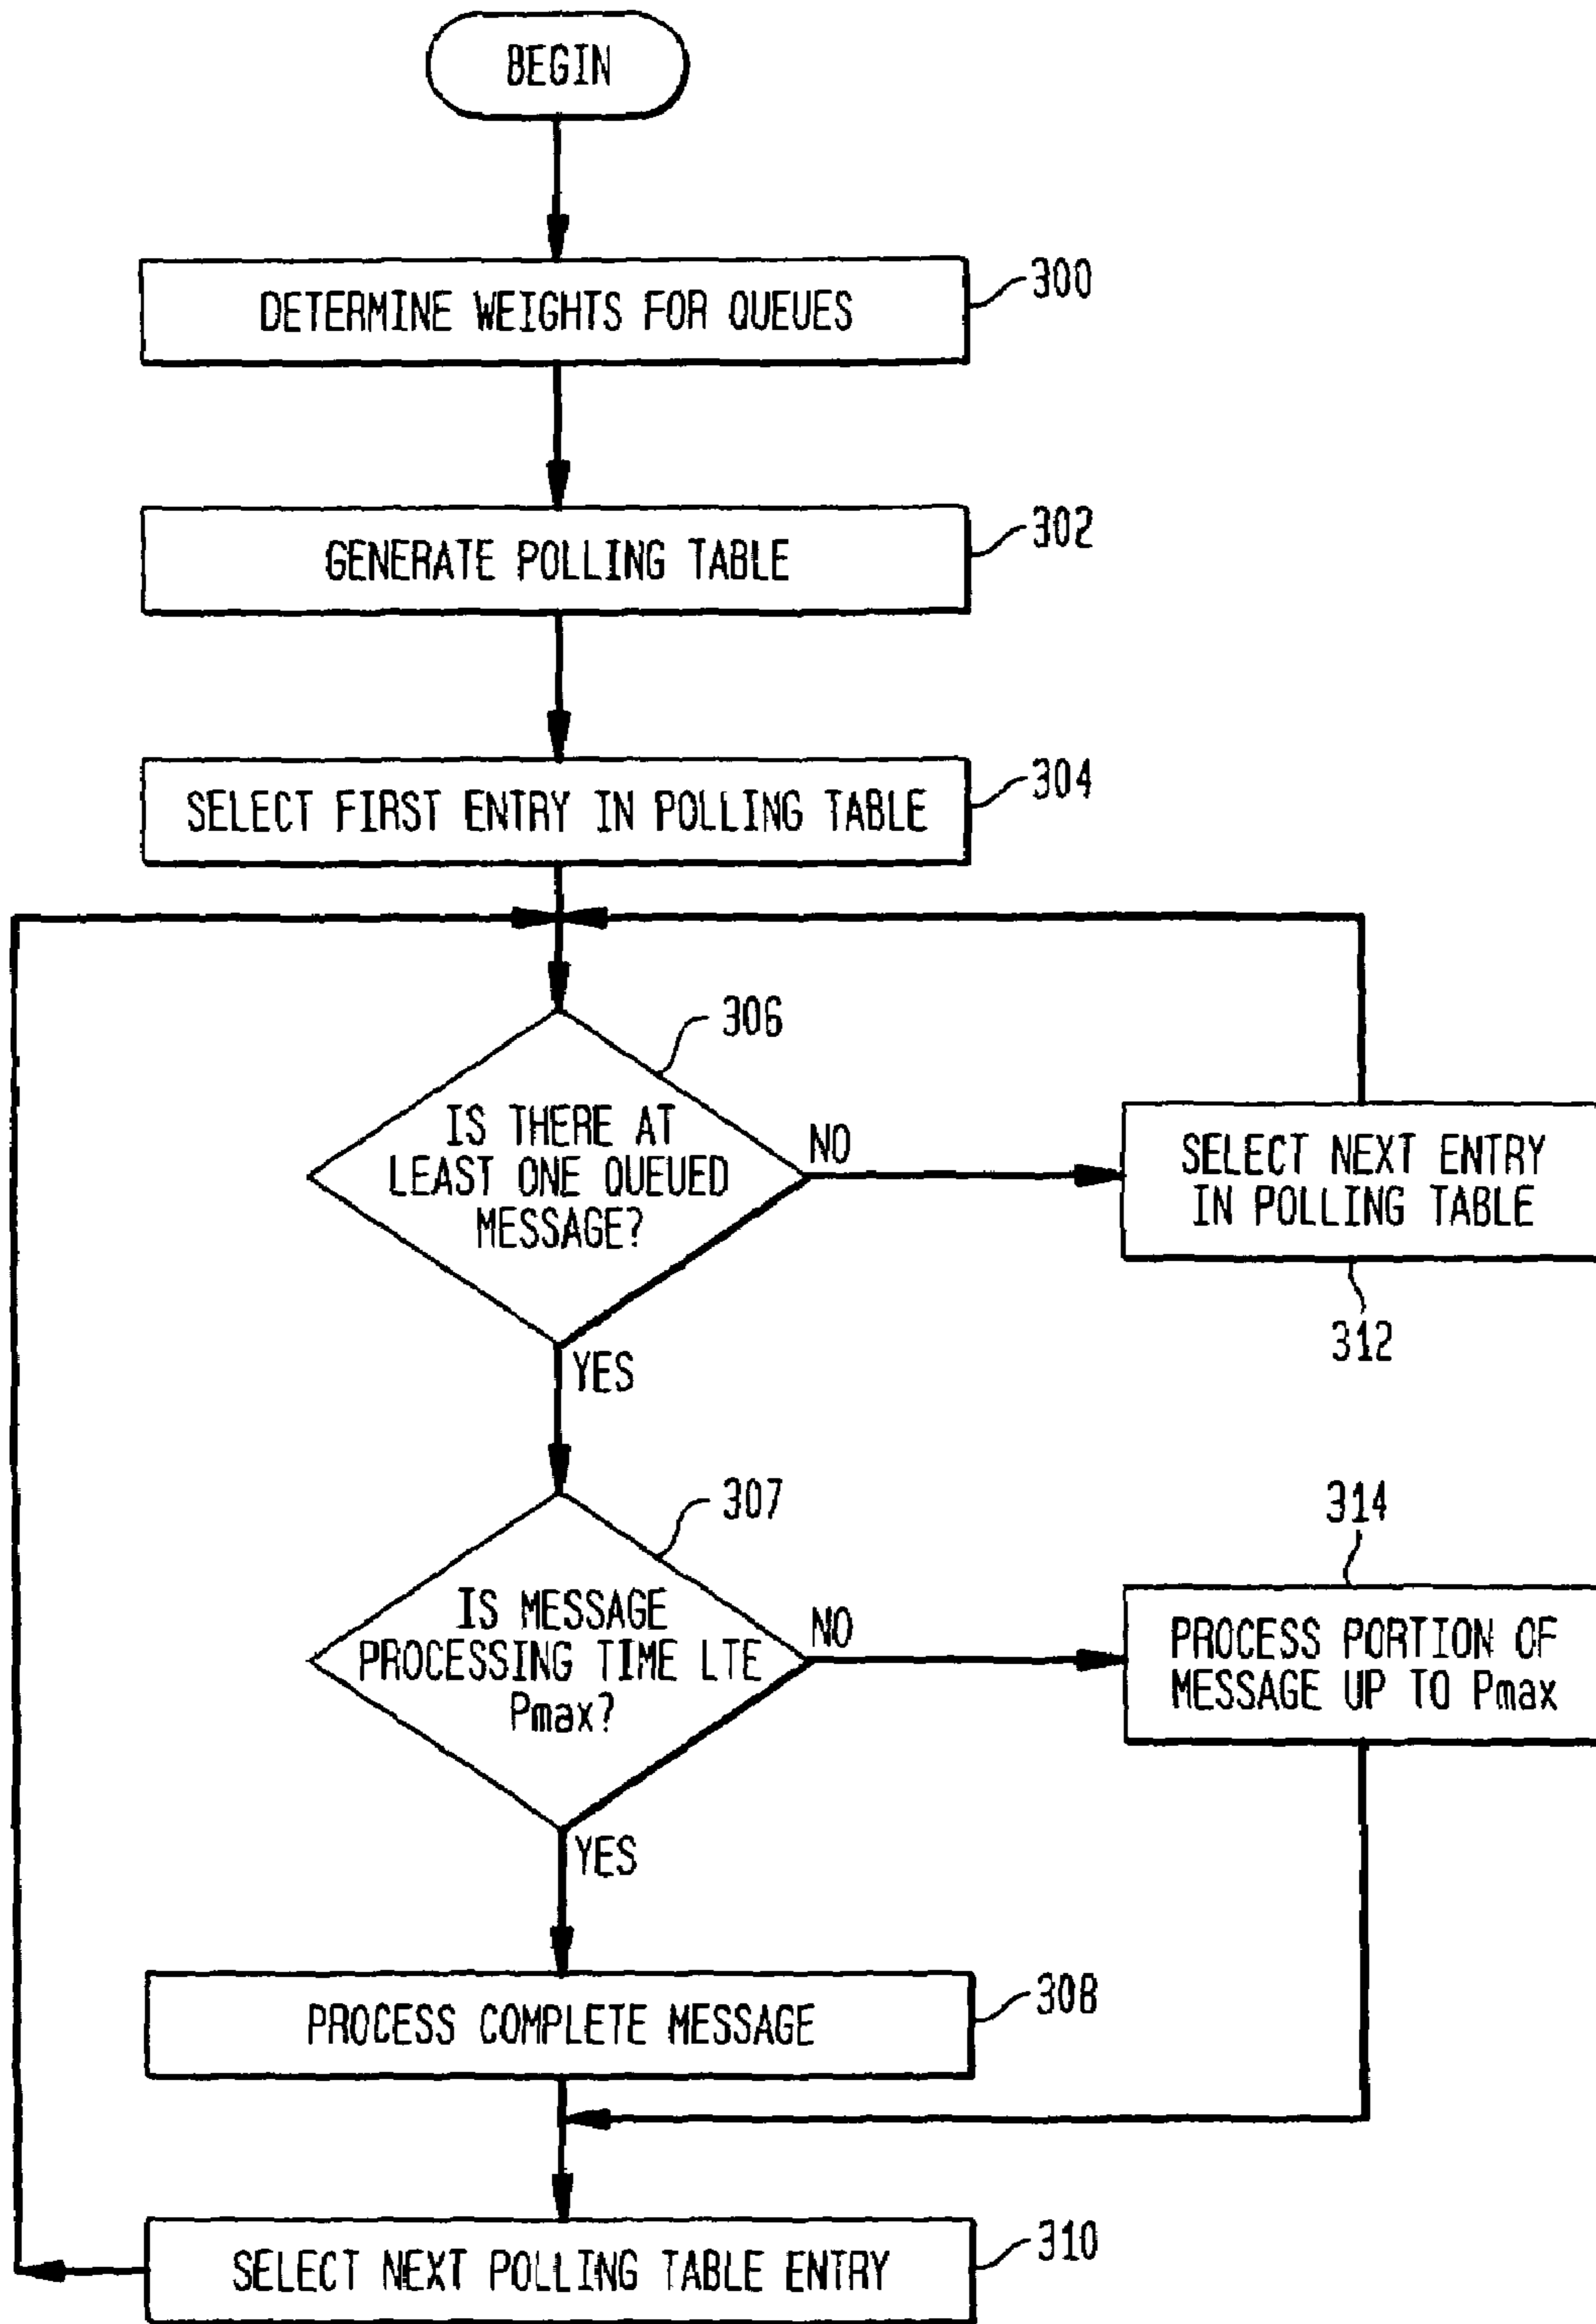 BEGIN
DETERMINE WEIGHTS FOR QUEUES
300
GENERATE POLLING TABLE
302
SELECT FIRST ENTRY IN POLLING TABLE
304
306
IS THERE AT
LEAST ONE QUEUED
MESSAGE?
NO
SELECT NEXT ENTRY
IN POLLING TABLE
312
YES
307
IS MESSAGE
PROCESSING TIME LTE
Pmax?
NO
314
PROCESS PORTION OF
MESSAGE UP TO Pmax
YES
PROCESS COMPLETE MESSAGE
308
SELECT NEXT POLLING TABLE ENTRY
310